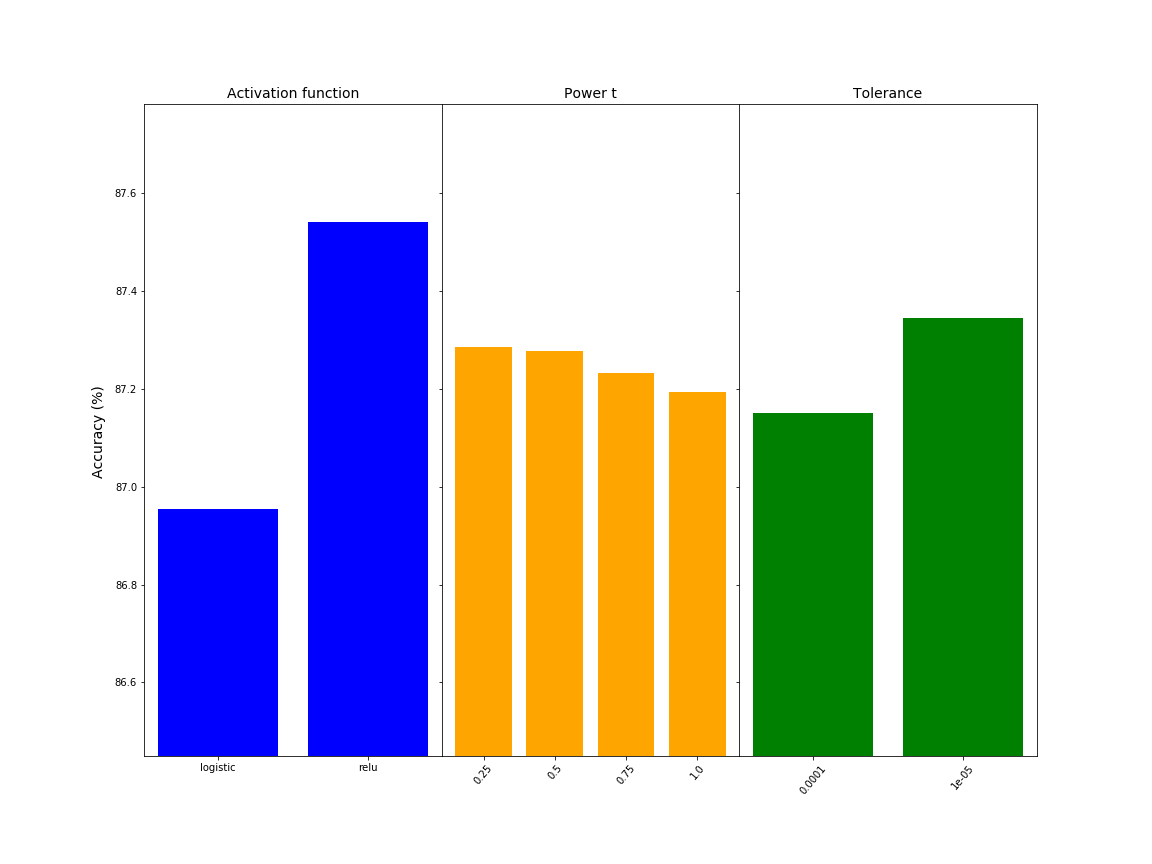 Activation function
Power t
Tolerance
Accuracy (%)
87.6
87.4
87.2
87.0
86.8
86.6
logistic
relu
0.25
0.5
0.75
1.0
0.0001
1e-05